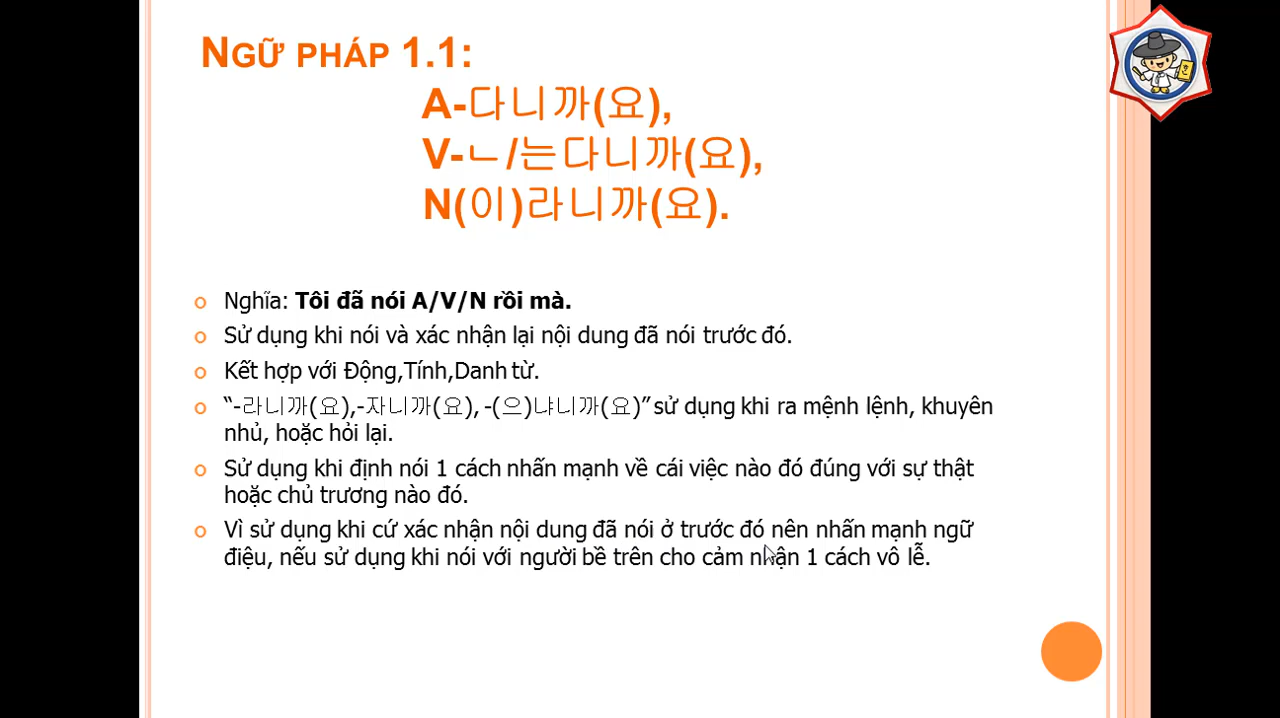 NGỮ PHÁP 1.1:
A-다니까(요),
V-ㄴ/는다니까(요),
N(이)라니까(요).
Nghĩa: Tôi đã nói A/V/N rồi mà.
Sử dụng khi nói và xác nhận lại nội dung đã nói trước đó.
Kết hợp với Động,Tính,Danh từ.
“-라니까(요),-자니까(요), -(으)냐니까(요)” sử dụng khi ra mệnh lệnh, khuyên
nhủ, hoặc hỏi lại.
Sử dụng khi định nói 1 cách nhấn mạnh về cái việc nào đó đúng với sự thật
hoặc chủ trương nào đó.
Vì sử dụng khi cứ xác nhận nội dung đã nói ở trước đó nên nhấn mạnh ngữ
điệu, nếu sử dụng khi nói với người bề trên cho cảm nhận 1 cách vô lễ.